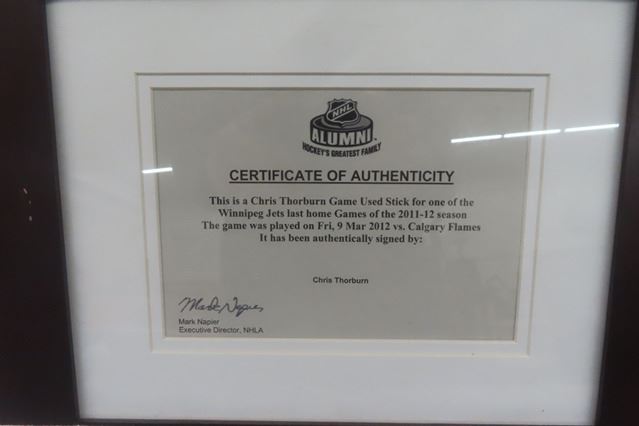 NHL
ALUMNI
HOCKEY'S GREATEST FAMILY
CERTIFICATE OF AUTHENTICITY
This is a Chris Thorburn Game Used Stick for one of the
Winnipeg Jets last home Games of the 2011-12 season
The game was played on Fri, 9 Mar 2012 vs. Calgary Flames
It has been authentically signed by:
Chris Thorburn
Mark Napier
Mark Napier
Executive Director, NHLA